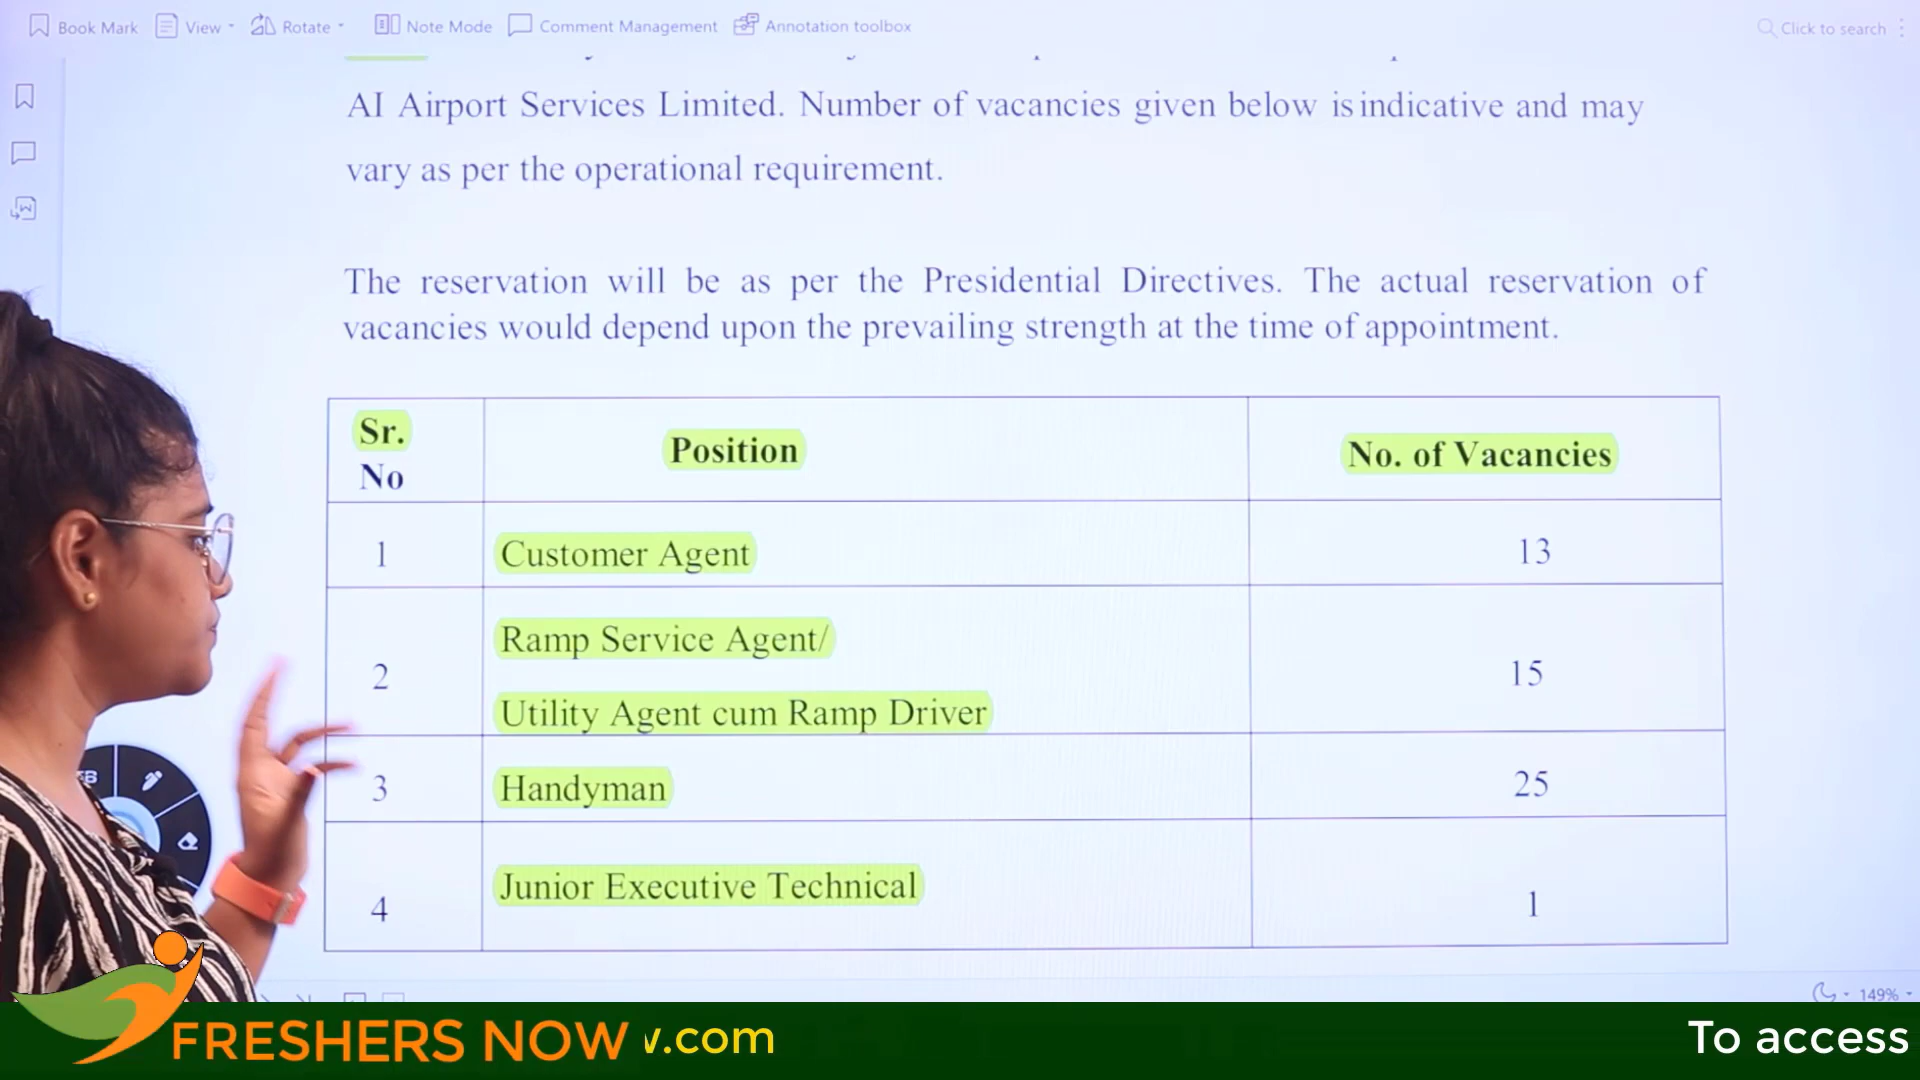 Book Mark View Rotate Note Mode Comment Management Annotation toolbox Click to search
AI Airport Services Limited. Number of vacancies given below is indicative and may
vary as per the operational requirement.
The reservation will be as per the Presidential Directives. The actual reservation of
vacancies would depend upon the prevailing strength at the time of appointment.
Sr.
No
Position
No. of Vacancies
1 Customer Agent 13
2 Ramp Service Agent/
Utility Agent cum Ramp Driver 15
3 Handyman 25
4 Junior Executive Technical 1
149%
FRESHERS NOW .com
To access